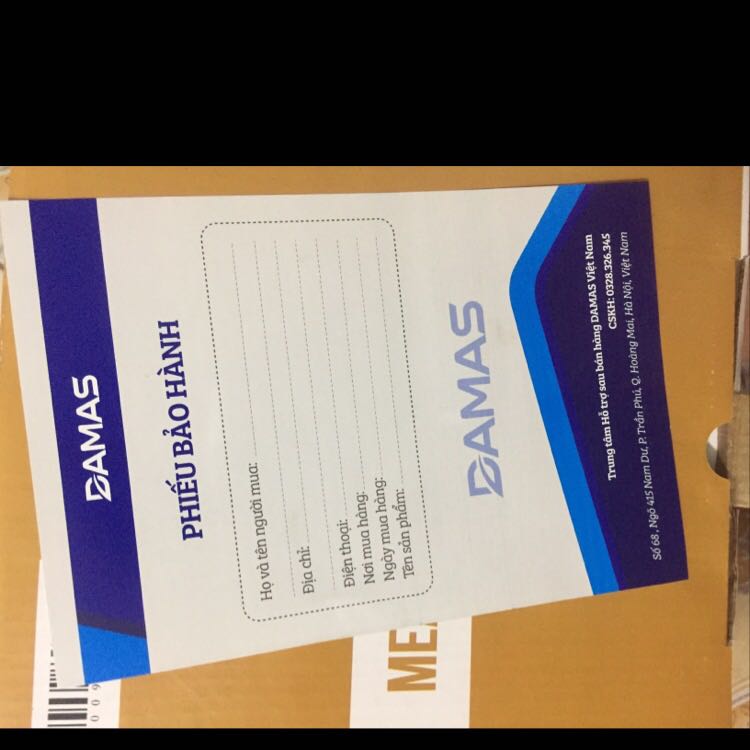 DAMAS
PHIẾU BẢO HÀNH
Họ và tên người mua:
Địa chỉ:
Điện thoại:
Nơi mua hàng:
Ngày mua hàng:
Tên sản phẩm:
DAMAS
Trung tâm Hỗ trợ sau bán hàng DAMAS Việt Nam
CSKH: 0328.326.345
Số 68, Ngõ 415 Nam Dư, P. Trần Phú, Q. Hoàng Mai, Hà Nội, Việt Nam